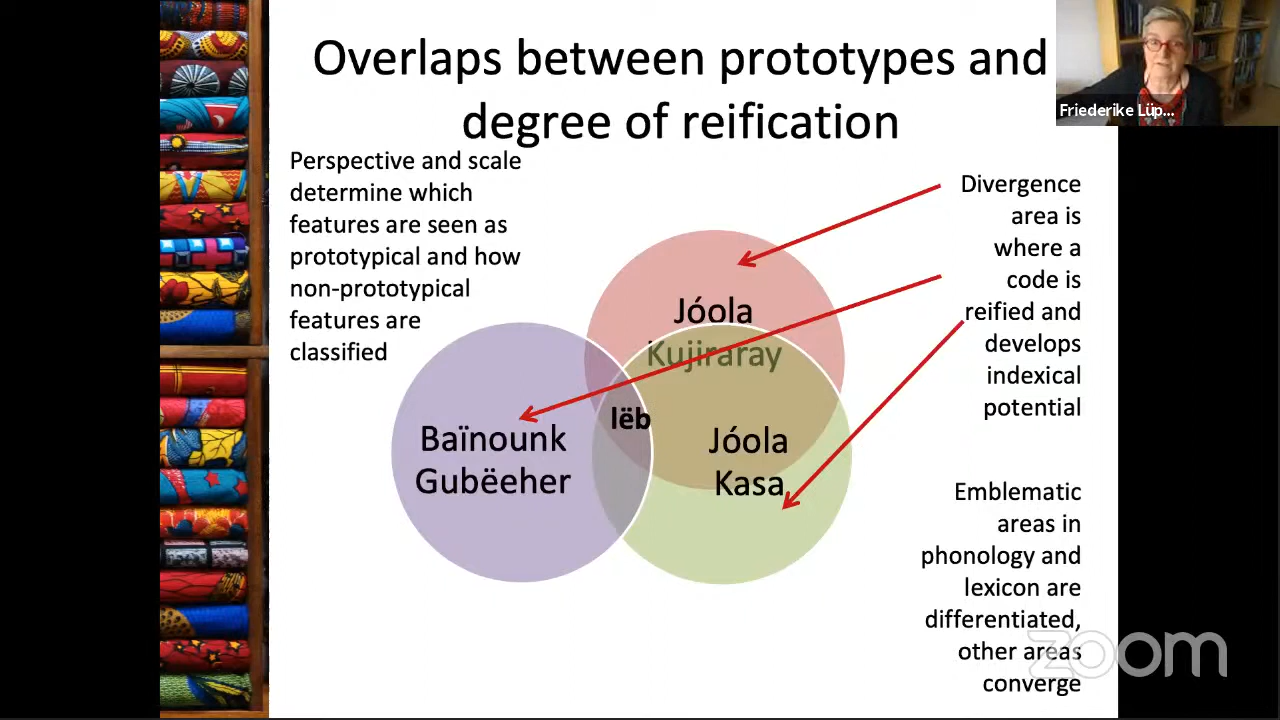 Overlaps between prototypes and
degree of reification
Friederike Lüp...
Perspective and scale
determine which
features are seen as
prototypical and how
non-prototypical
features are
classified
Divergence
area is
where a
code is
reified and
develops
indexical
potential
Jóola
Kujiraray
lëb
Baïnounk
Gubëeher
Jóola
Kasa
Emblematic
areas in
phonology and
lexicon are
differentiated,
other areas
converge
zoom